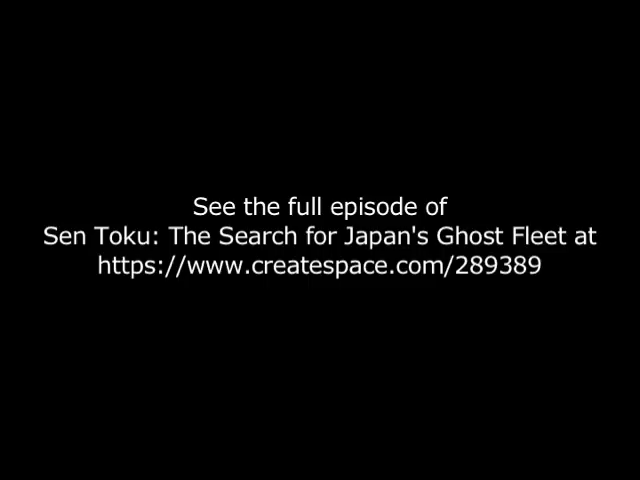 See the full episode of
Sen Toku: The Search for Japan's Ghost Fleet at
https://www.createspace.com/289389